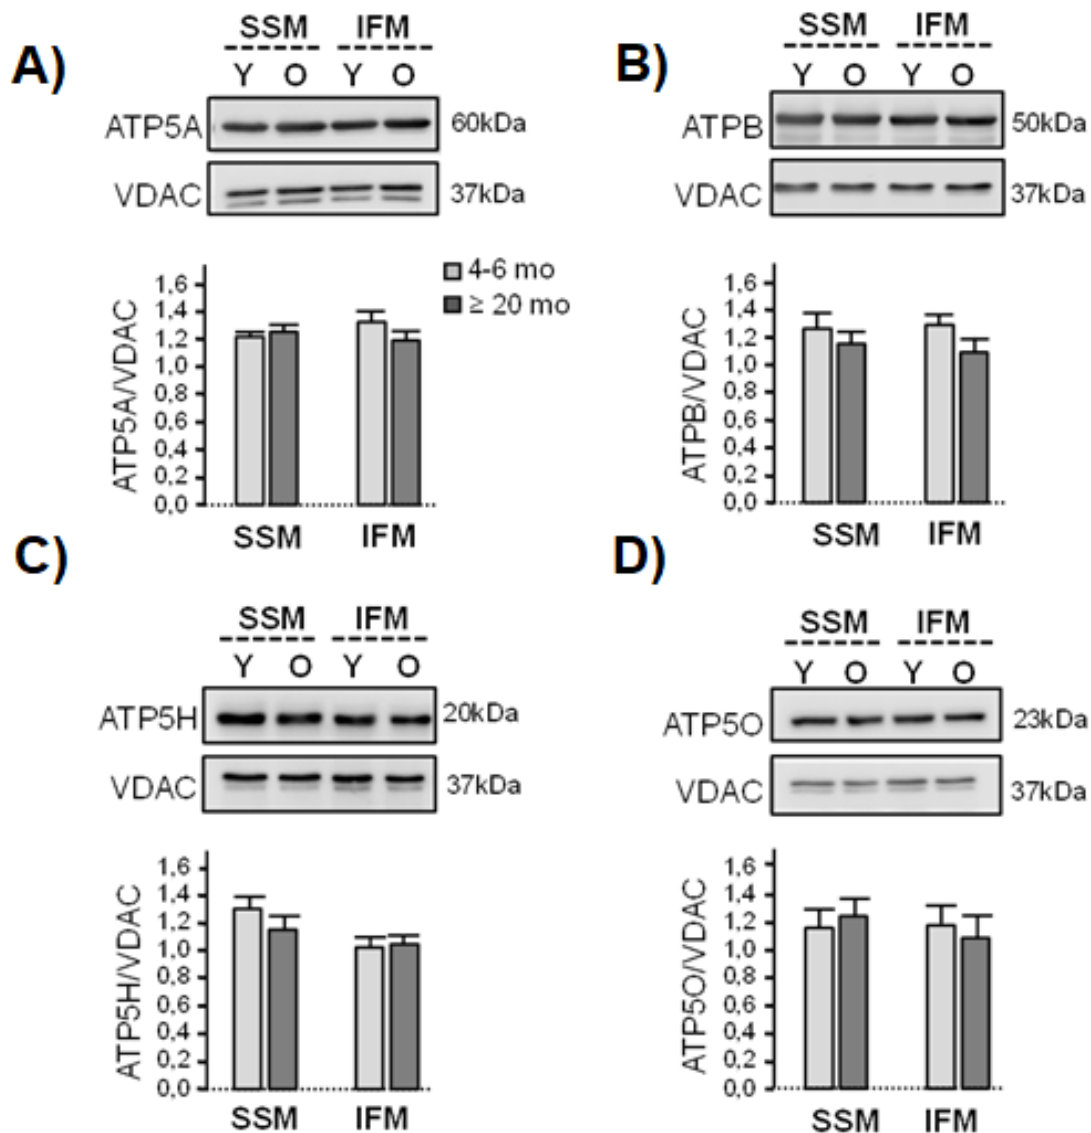 A)
SSM IFM
Y O Y O
ATP5A 60kDa
VDAC 37kDa
4-6 mo
≥ 20 mo
ATP5A/VDAC
1,6
1,4
1,2
1,0
0,8
0,6
0,4
0,2
0,0
SSM IFM
B)
SSM IFM
Y O Y O
ATPB 50kDa
VDAC 37kDa
ATPB/VDAC
1,6
1,4
1,2
1,0
0,8
0,6
0,4
0,2
0,0
SSM IFM
C)
SSM IFM
Y O Y O
ATP5H 20kDa
VDAC 37kDa
ATP5H/VDAC
1,6
1,4
1,2
1,0
0,8
0,6
0,4
0,2
0,0
SSM IFM
D)
SSM IFM
Y O Y O
ATP5O 23kDa
VDAC 37kDa
ATP5O/VDAC
1,6
1,4
1,2
1,0
0,8
0,6
0,4
0,2
0,0
SSM IFM